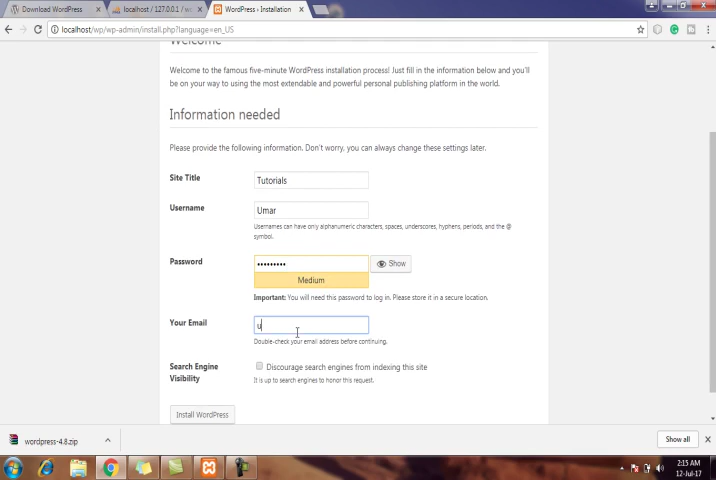 Download WordPress
localhost / 127.0.0.1 / w
WordPress › Installation
localhost/wp/wp-admin/install.php?language=en_US
Welcome
Welcome to the famous five-minute WordPress installation process! Just fill in the information below and you'll
be on your way to using the most extendable and powerful personal publishing platform in the world.
Information needed
Please provide the following information. Don't worry, you can always change these settings later.
Site Title
Tutorials
Username
Umar
Usernames can have only alphanumeric characters, spaces, underscores, hyphens, periods, and the @
symbol.
Password
••••••••• Show
Medium
Important: You will need this password to log in. Please store it in a secure location.
Your Email
u
Double-check your email address before continuing.
Search Engine
Visibility
Discourage search engines from indexing this site
It is up to search engines to honor this request.
Install WordPress
wordpress-4.8.zip
Show all
2:15 AM
12-Jul-17